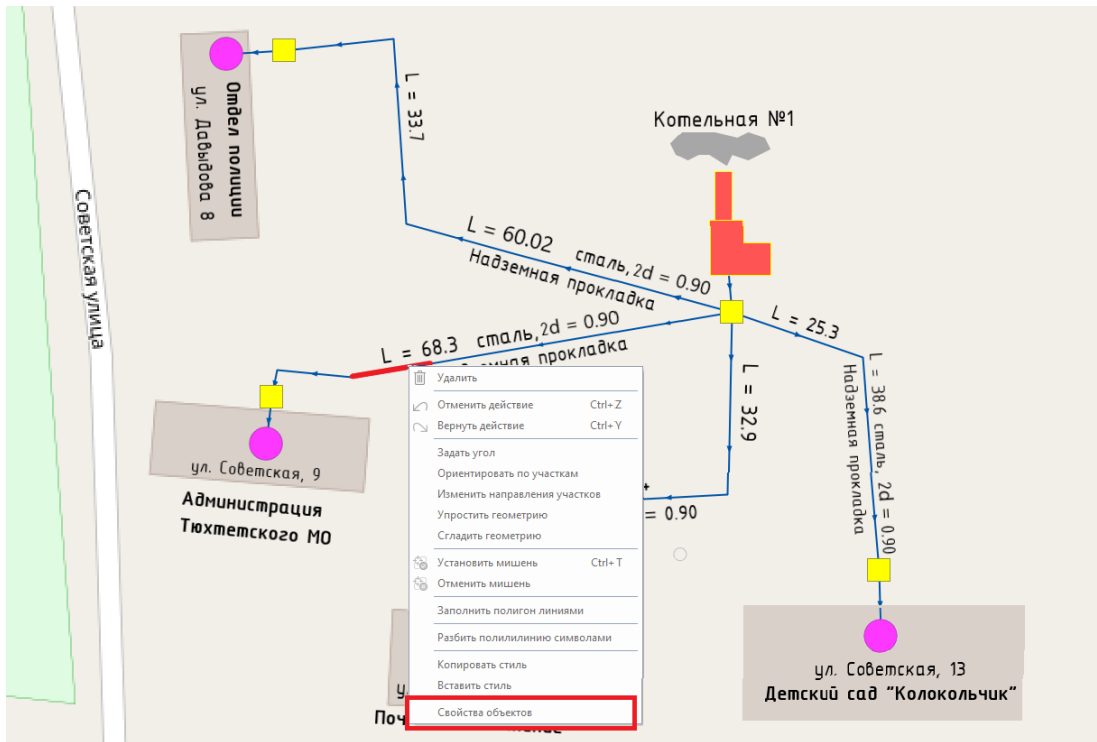 Отдел полиции
ул. Давыдова 8
L = 33.7
Котельная №1
Советская улица
L = 60.02 сталь, 2d = 0.90
Надземная прокладка
L = 25.3
L = 68.3 сталь, 2d = 0.90
прокладка
L = 32.9
L = 38.6 сталь, 2d = 0.90
Надземная прокладка
ул. Советская, 9
Администрация
Тюхтетского МО
= 0.90
Удалить
Отменить действие Ctrl+Z
Вернуть действие Ctrl+Y
Задать угол
Ориентировать по участкам
Изменить направления участков
Упростить геометрию
Сгладить геометрию
Установить мишень Ctrl+T
Отменить мишень
Заполнить полигон линиями
Разбить полилилинию символами
Копировать стиль
Вставить стиль
Свойства объектов
ул. Советская, 13
Детский сад "Колокольчик"